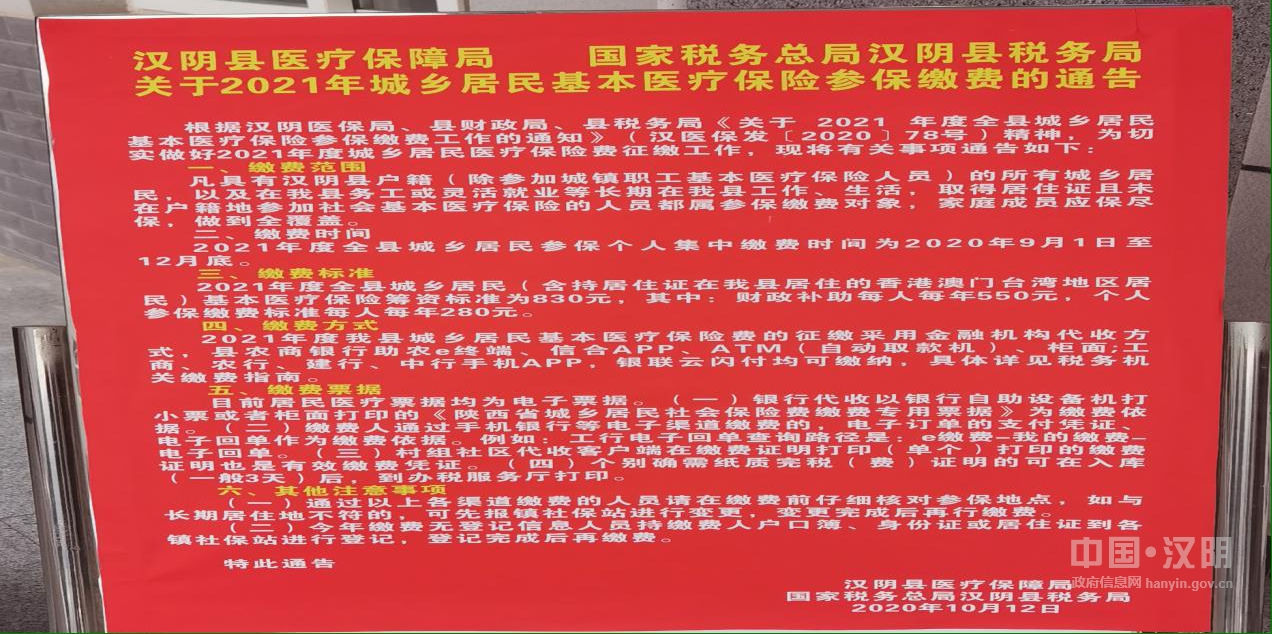 汉阴县医疗保障局 国家税务总局汉阴县税务局
关于2021年城乡居民基本医疗保险参保缴费的通告
根据汉阴医保局、县财政局、县税务局《关于 2021 年度全县城乡居民
基本医疗保险参保缴费工作的通知》（汉医保发〔2020〕78号）精神，为切
实做好2021年度城乡居民医疗保险费征缴工作，现将有关事项通告如下：
一、缴费范围
凡具有汉阴县户籍（除参加城镇职工基本医疗保险人员）的所有城乡居
民，以及在我县务工或灵活就业等长期在我县工作、生活，取得居住证且未
在户籍地参加社会基本医疗保险的人员都属参保缴费对象，家庭成员应保尽
保，做到全覆盖。
二、缴费时间
2021年度全县城乡居民参保个人集中缴费时间为2020年9月1日至
12月底。
三、缴费标准
2021年度全县城乡居民（含持居住证在我县居住的香港澳门台湾地区居
民）基本医疗保险筹资标准为830元，其中：财政补助每人每年550元，个人
参保缴费标准每人每年280元。
四、缴费方式
2021年度我县城乡居民基本医疗保险费的征缴采用金融机构代收方
式，县农商银行助农e终端、信合APP、ATM（自动取款机）、柜面;工
商、农行、建行、中行手机APP，银联云闪付均可缴纳，具体详见税务机
关缴费指南。
五、缴费票据
目前居民医疗票据均为电子票据。（一）银行代收以银行自助设备机打
小票或者柜面打印的《陕西省城乡居民社会保险费缴费专用票据》为缴费依
据。（二）缴费人通过手机银行等电子渠道缴费的，电子订单的支付凭证、
电子回单作为缴费依据。例如：工行电子回单查询路径是：e缴费-我的缴费-
电子回单。（三）村组社区代收客户端在缴费证明打印（单个）打印的缴费
证明也是有效缴费凭证。（四）个别确需纸质完税（费）证明的可在入库
（一般3天）后，到办税服务厅打印。
六、其他注意事项
（一）通过以上各渠道缴费的人员请在缴费前仔细核对参保地点，如与
长期居住地不符的，可先报镇社保站进行变更，变更完成后再行缴费。
（二）今年缴费无登记信息人员持缴费人户口簿、身份证或居住证到各
镇社保站进行登记，登记完成后再缴费。
特此通告
汉阴县医疗保障局
国家税务总局汉阴县税务局
2020年10月12日
中国·汉阴
政府信息网 hanyin.gov.cn